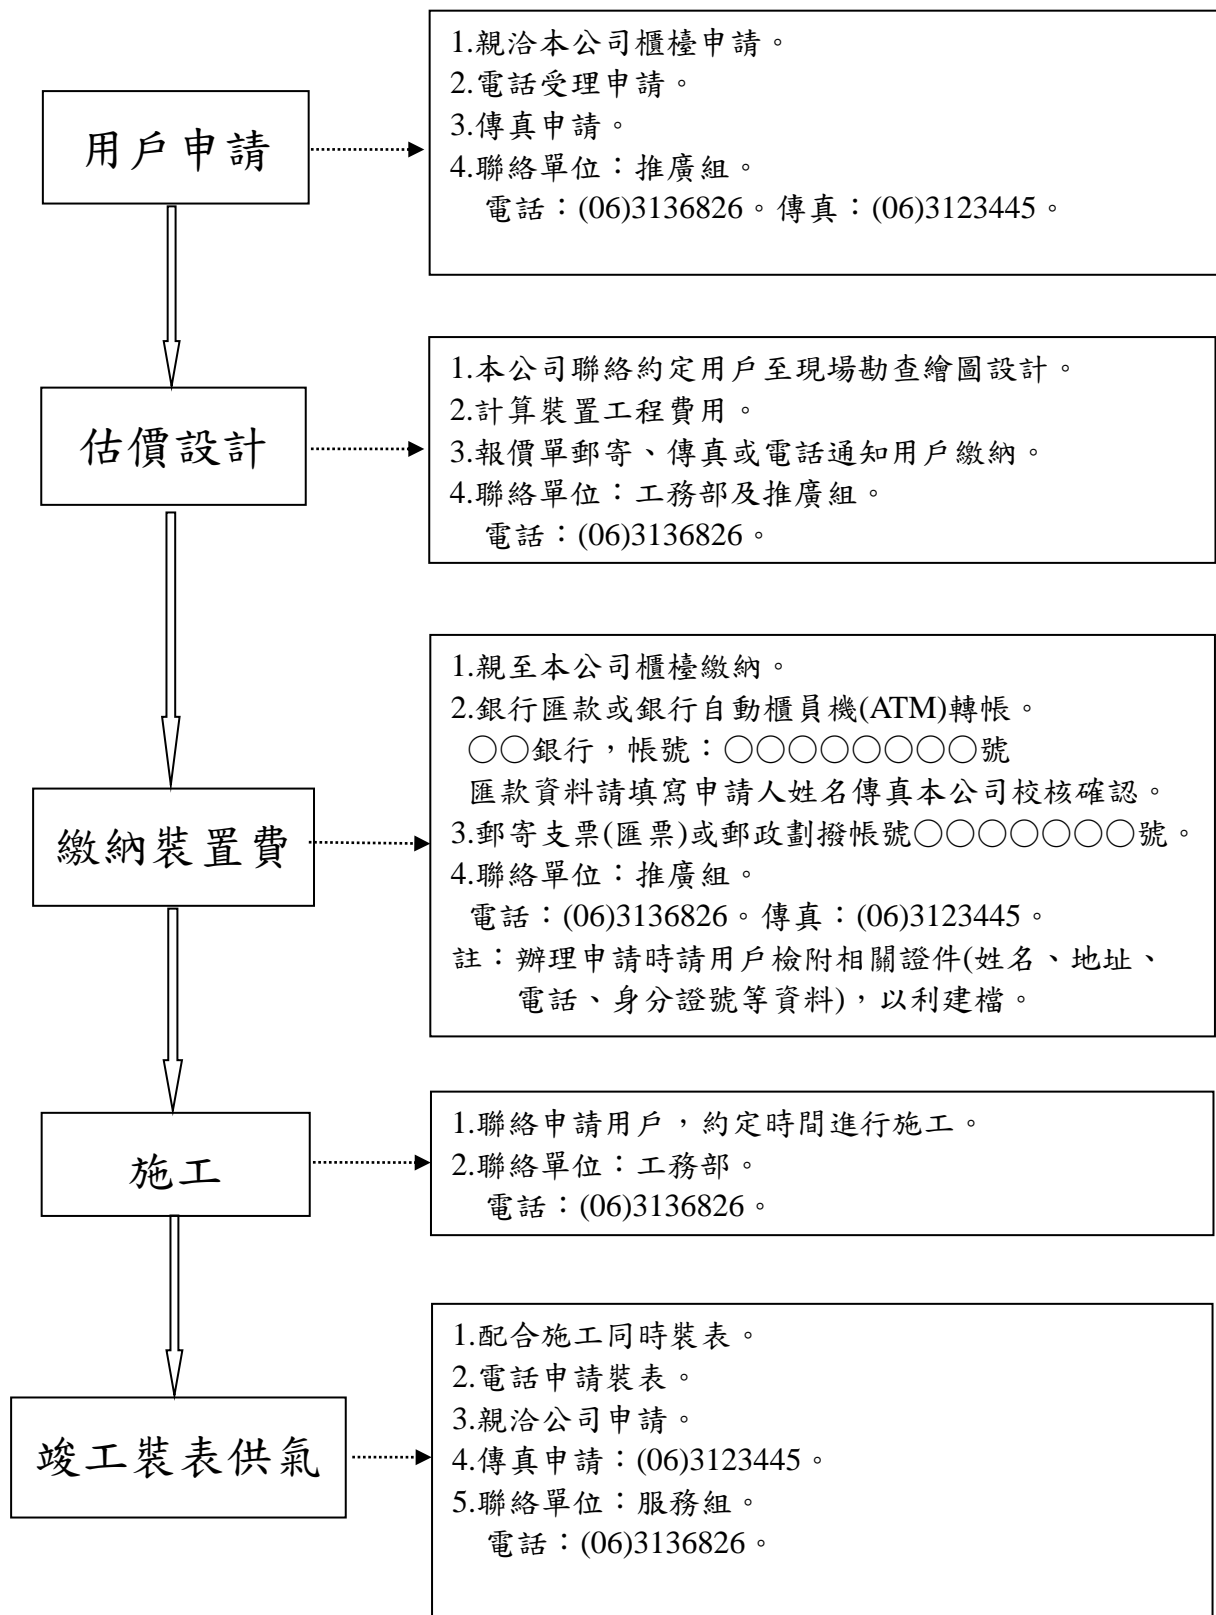 用戶申請
1.親洽本公司櫃檯申請。
2.電話受理申請。
3.傳真申請。
4.聯絡單位：推廣組。
電話：(06)3136826。傳真：(06)3123445。
估價設計
1.本公司聯絡約定用戶至現場勘查繪圖設計。
2.計算裝置工程費用。
3.報價單郵寄、傳真或電話通知用戶繳納。
4.聯絡單位：工務部及推廣組。
電話：(06)3136826。
繳納裝置費
1.親至本公司櫃檯繳納。
2.銀行匯款或銀行自動櫃員機(ATM)轉帳。
○○銀行，帳號：○○○○○○○○號
匯款資料請填寫申請人姓名傳真本公司校核確認。
3.郵寄支票(匯票)或郵政劃撥帳號○○○○○○○號。
4.聯絡單位：推廣組。
電話：(06)3136826。傳真：(06)3123445。
註：辦理申請時請用戶檢附相關證件(姓名、地址、
電話、身分證號等資料)，以利建檔。
施工
1.聯絡申請用戶，約定時間進行施工。
2.聯絡單位：工務部。
電話：(06)3136826。
竣工裝表供氣
1.配合施工同時裝表。
2.電話申請裝表。
3.親洽公司申請。
4.傳真申請：(06)3123445。
5.聯絡單位：服務組。
電話：(06)3136826。